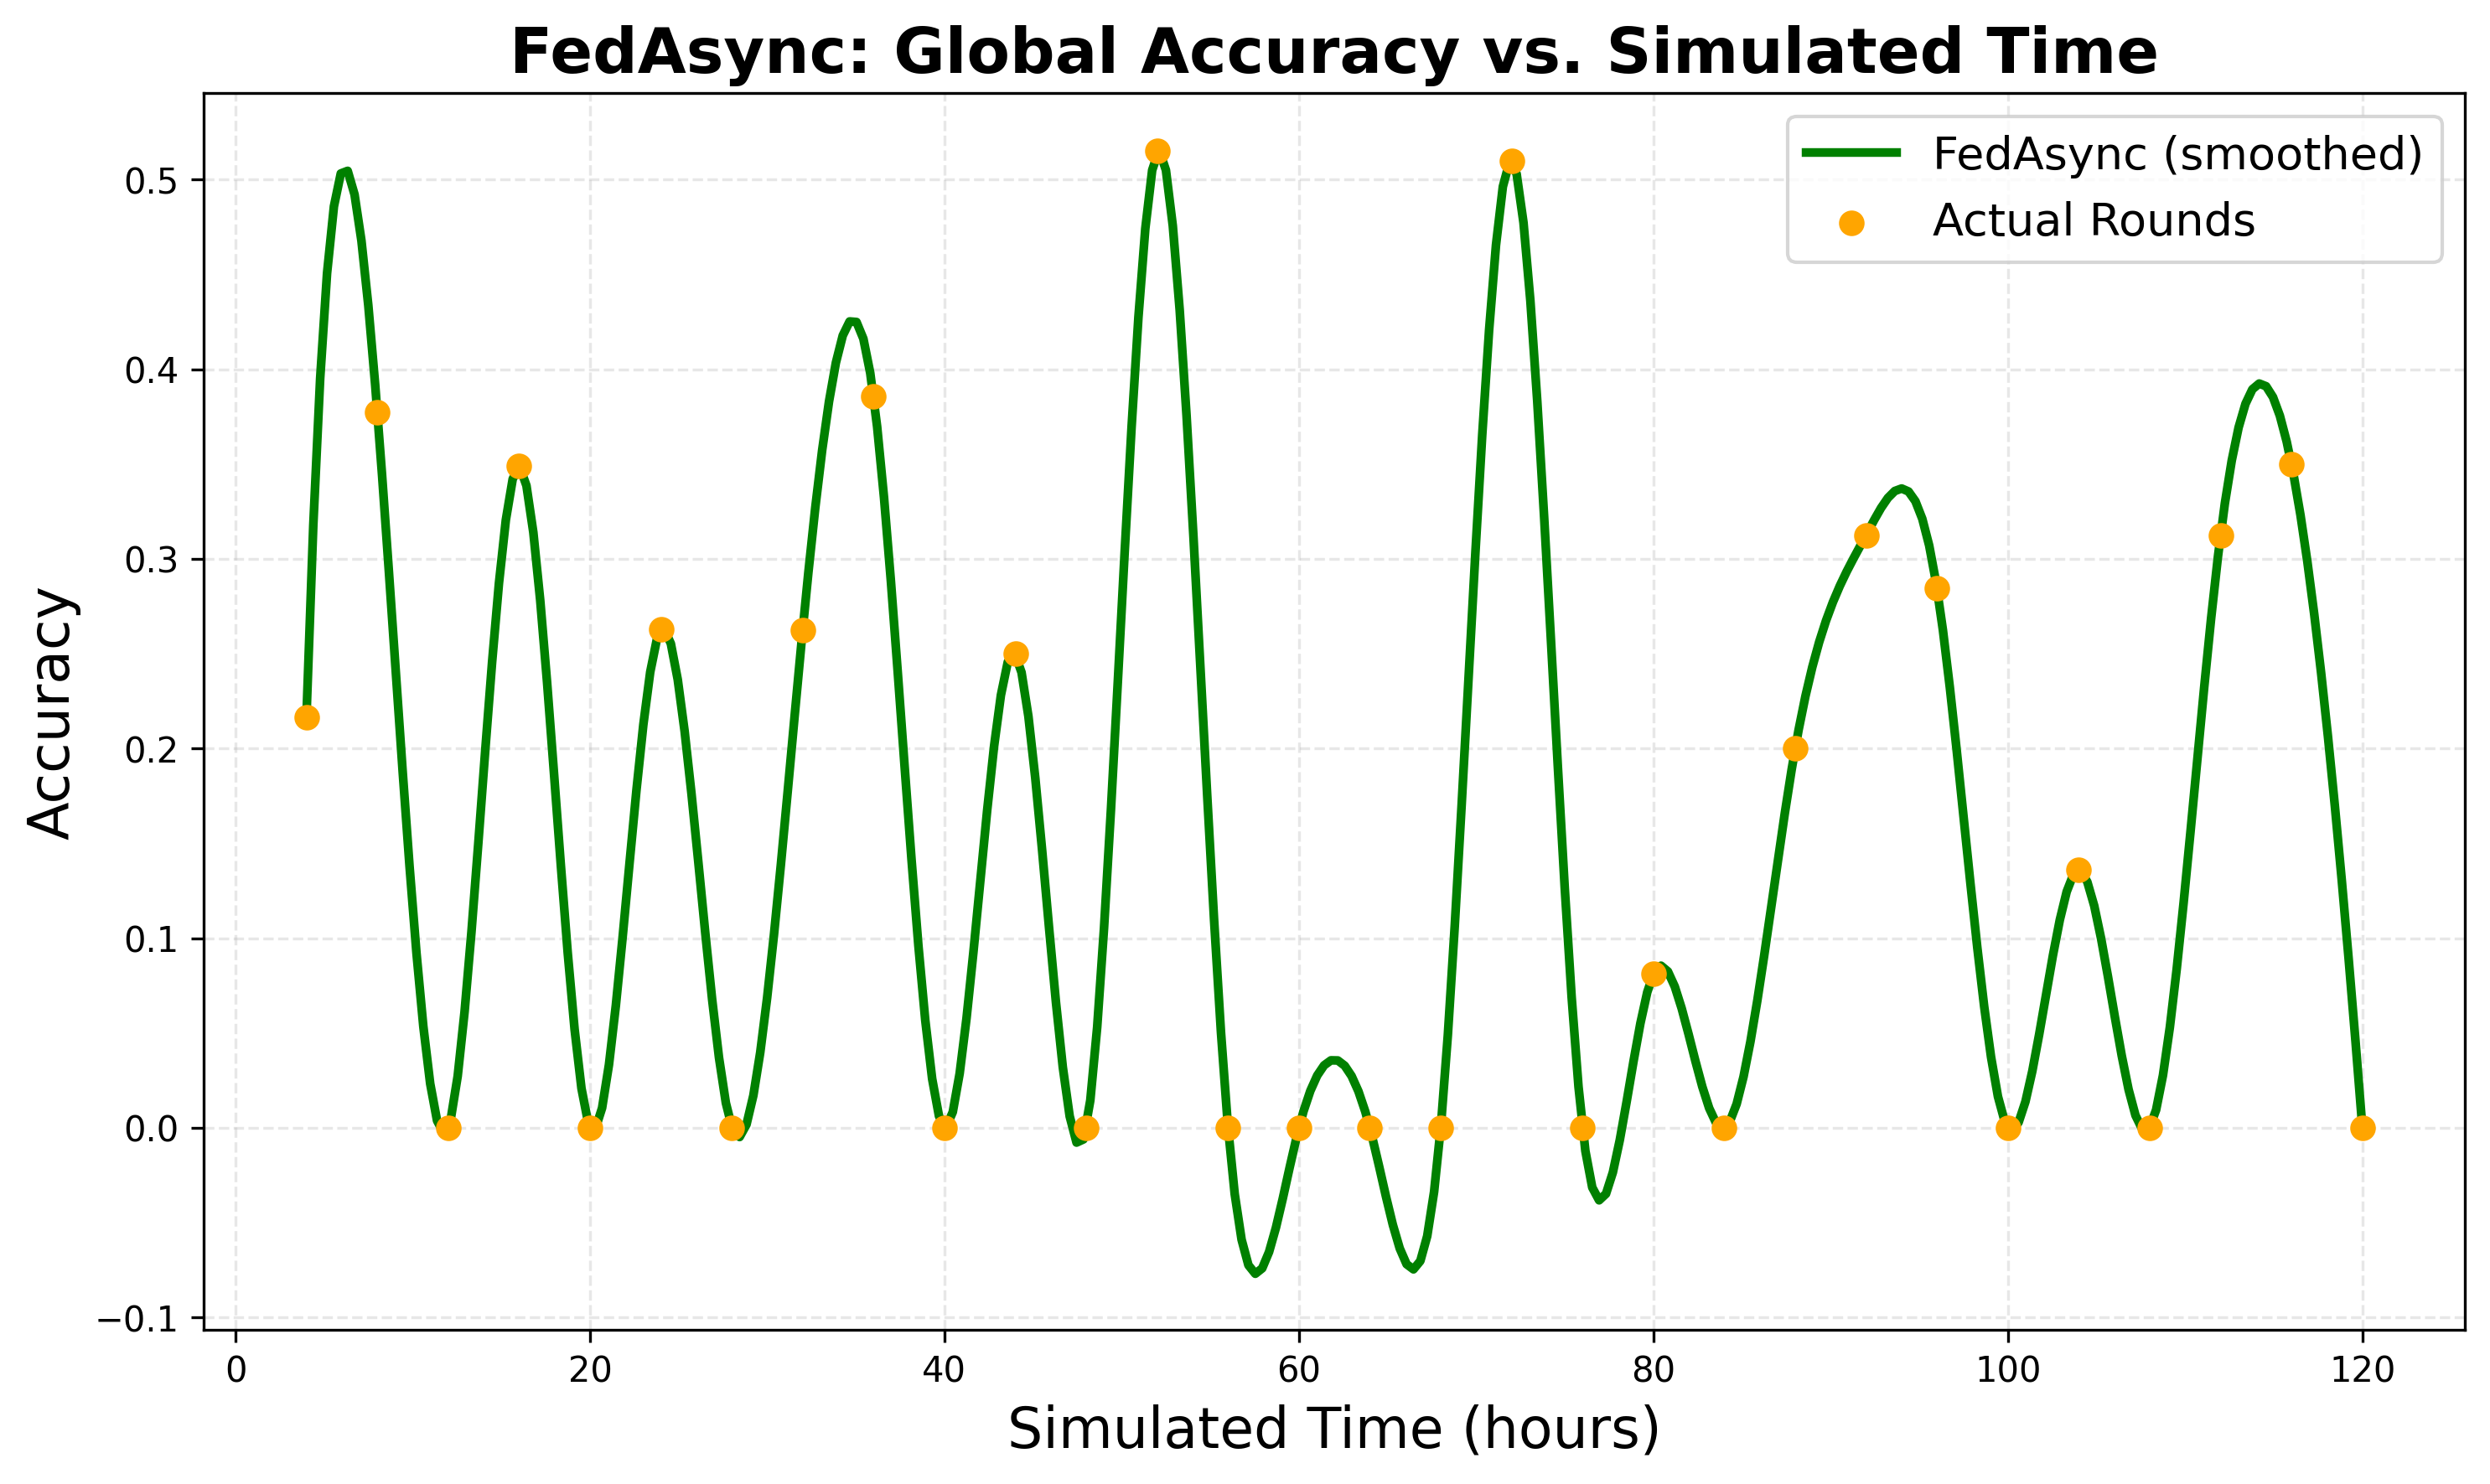 FedAsync: Global Accuracy vs. Simulated Time
FedAsync (smoothed)
Actual Rounds
Accuracy
0.5
0.4
0.3
0.2
0.1
0.0
−0.1
0 20 40 60 80 100 120
Simulated Time (hours)